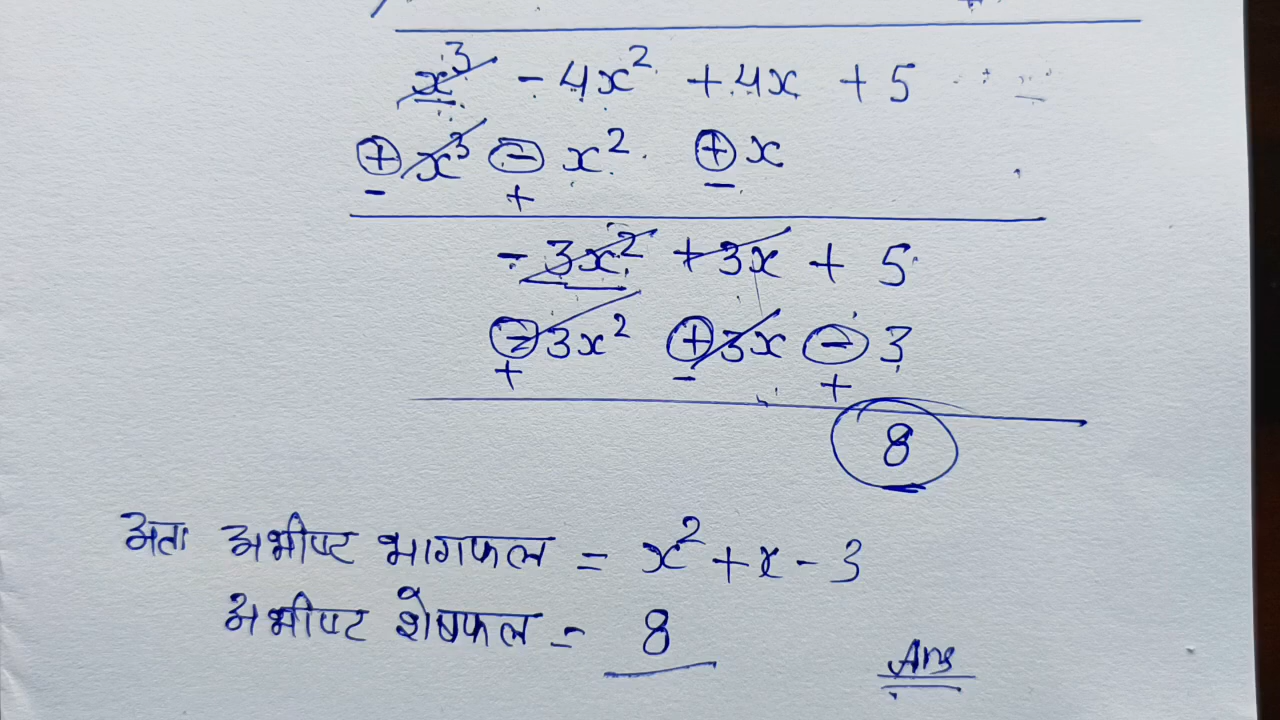 x³ - 4x² + 4x + 5
⊕ x³ ⊖ x² ⊕ x
- + -
- 3x² + 3x + 5
⊖ 3x² ⊕ 3x ⊖ 3
+ - +
8
अतः अभीष्ट भागफल = x² + x - 3
अभीष्ट शेषफल = 8
Ans